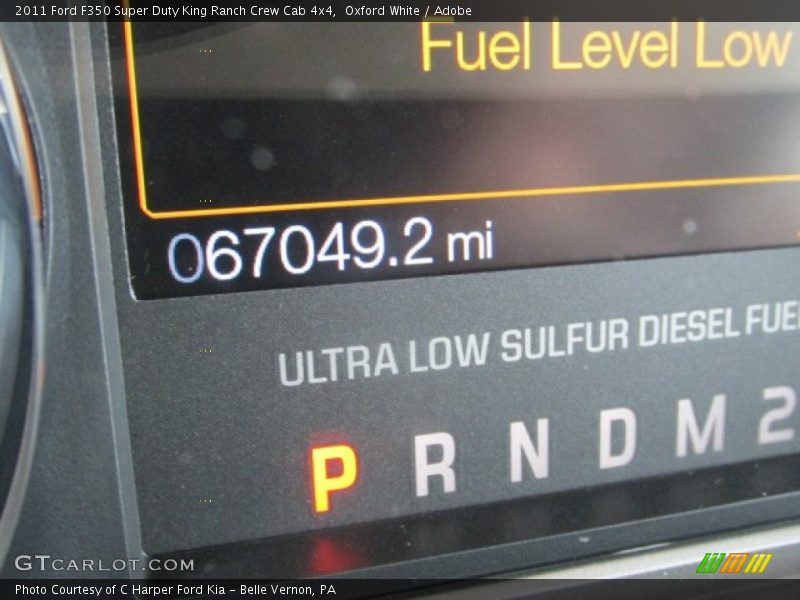 2011 Ford F350 Super Duty King Ranch Crew Cab 4x4,  Oxford White / Adobe
Fuel Level Low
067049.2 mi
ULTRA LOW SULFUR DIESEL FUEL
P R N D M 2
GTCARLOT.COM
Photo Courtesy of C Harper Ford Kia – Belle Vernon, PA